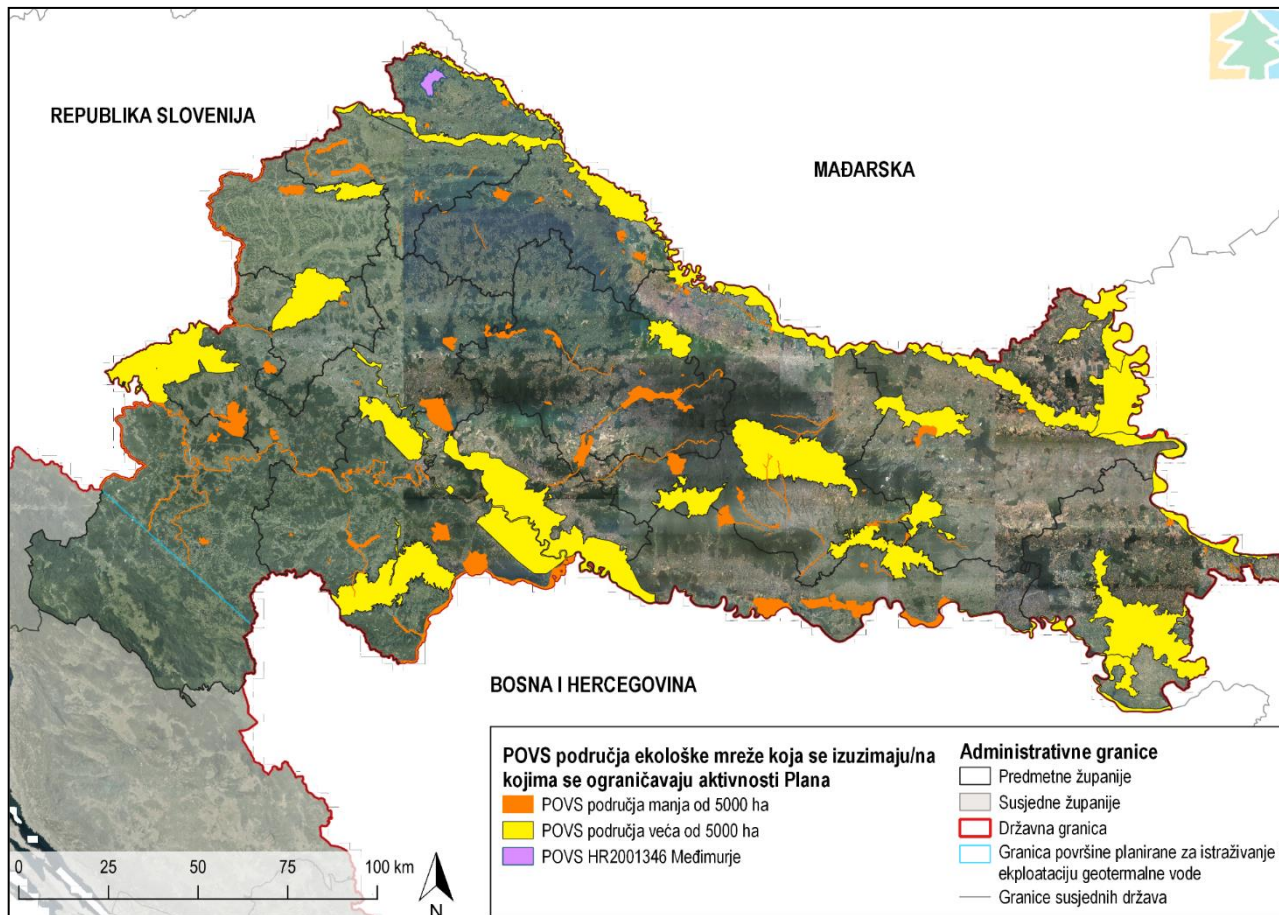 REPUBLIKA SLOVENIJA
MAĐARSKA
BOSNA I HERCEGOVINA
POVS područja ekološke mreže koja se izuzimaju/na
kojima se ograničavaju aktivnosti Plana
POVS područja manja od 5000 ha
POVS područja veća od 5000 ha
POVS HR2001346 Međimurje
Administrativne granice
Predmetne županije
Susjedne županije
Državna granica
Granica površine planirane za istraživanje
ekploataciju geotermalne vode
Granice susjednih država
0 25 50 75 100 km
N